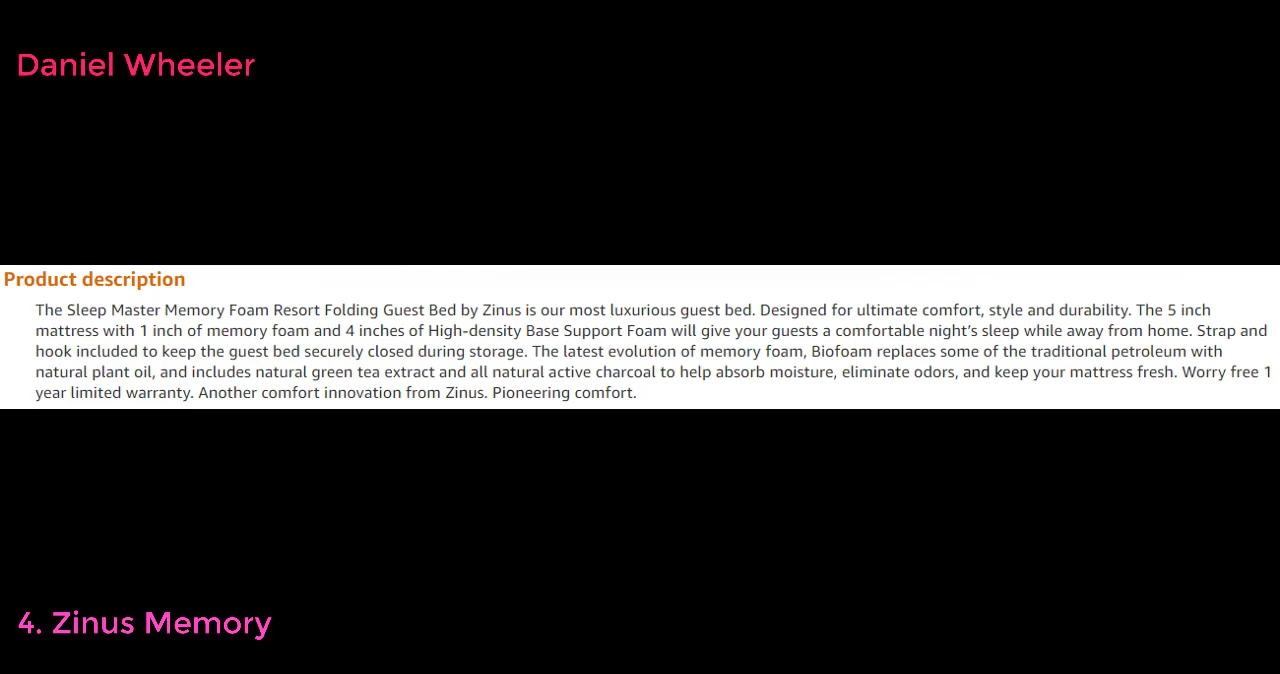 Daniel Wheeler
Product description
The Sleep Master Memory Foam Resort Folding Guest Bed by Zinus is our most luxurious guest bed. Designed for ultimate comfort, style and durability. The 5 inch
mattress with 1 inch of memory foam and 4 inches of High-density Base Support Foam will give your guests a comfortable night’s sleep while away from home. Strap and
hook included to keep the guest bed securely closed during storage. The latest evolution of memory foam, Biofoam replaces some of the traditional petroleum with
natural plant oil, and includes natural green tea extract and all natural active charcoal to help absorb moisture, eliminate odors, and keep your mattress fresh. Worry free 1
year limited warranty. Another comfort innovation from Zinus. Pioneering comfort.
4. Zinus Memory